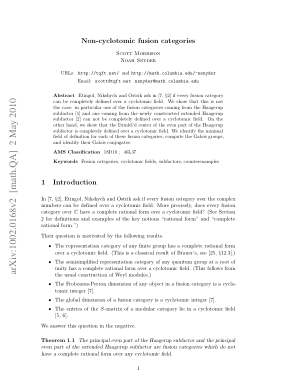 arXiv:1002.0168v2 [math.QA] 2 May 2010
Non-cyclotomic fusion categories
Scott Morrison
Noah Snyder
URLs: http://tqft.net/ and http://math.columbia.edu/~nsnyder
Email: scott@tqft.net nsnyder@math.columbia.edu
Abstract Etingof, Nikshych and Ostrik ask in [7, §2] if every fusion category can be completely defined over a cyclotomic field. We show that this is not the case: in particular one of the fusion categories coming from the Haagerup subfactor [1] and one coming from the newly constructed extended Haagerup subfactor [2] can not be completely defined over a cyclotomic field. On the other hand, we show that the Drinfel'd center of the even part of the Haagerup subfactor is completely defined over a cyclotomic field. We identify the minimal field of definition for each of these fusion categories, compute the Galois groups, and identify their Galois conjugates.
AMS Classification 18D10 ; 46L37
Keywords Fusion categories, cyclotomic fields, subfactors, counterexamples
1 Introduction
In [7, §2], Etingof, Nikshych and Ostrik ask if every fusion category over the complex
numbers can be defined over a cyclotomic field. More precisely, does every fusion
category over ℂ have a complete rational form over a cyclotomic field? (See Section
2 for definitions and examples of the key notions “rational form” and “complete
rational form.”)
Their question is motivated by the following results.
• The representation category of any finite group has a complete rational form
over a cyclotomic field. (This is a classical result of Brauer's, see [25, §12.3].)
• The semisimplified representation category of any quantum group at a root of
unity has a complete rational form over a cyclotomic field. (This follows from
the usual construction of Weyl modules.)
• The Frobenius-Perron dimension of any object in a fusion category is a cyclo-
tomic integer [7].
• The global dimension of a fusion category is a cyclotomic integer [7].
• The entries of the S-matrix of a modular category lie in a cyclotomic field
[5, 6].
We answer this question in the negative.
Theorem 1.1 The principal even part of the Haagerup subfactor and the principal
even part of the extended Haagerup subfactor are fusion categories which do not
have a complete rational form over any cyclotomic field.
1